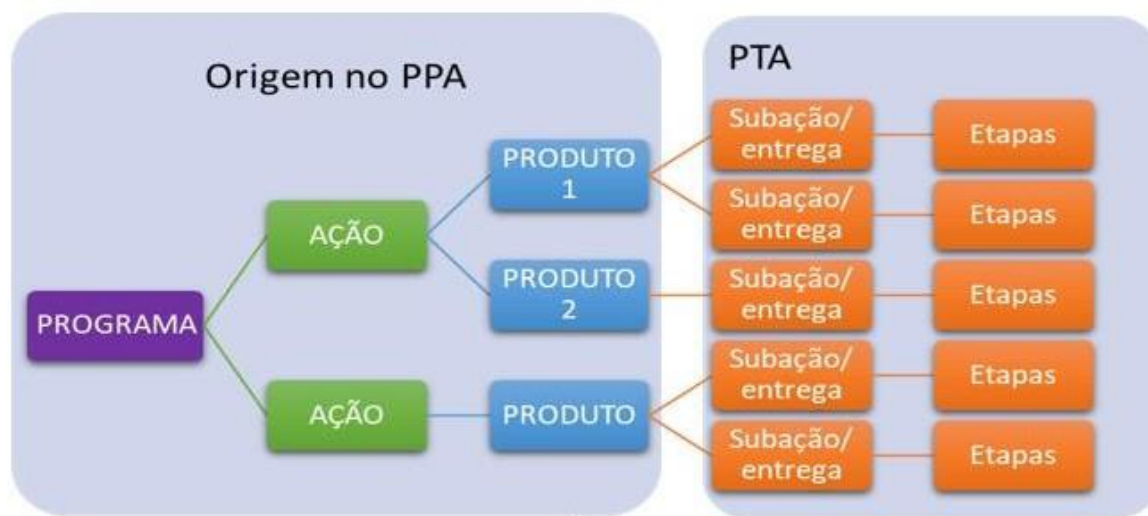 Origem no PPA
PTA
PROGRAMA
AÇÃO
AÇÃO
PRODUTO
1
PRODUTO
2
PRODUTO
Subação/
entrega
Etapas
Subação/
entrega
Etapas
Subação/
entrega
Etapas
Subação/
entrega
Etapas
Subação/
entrega
Etapas